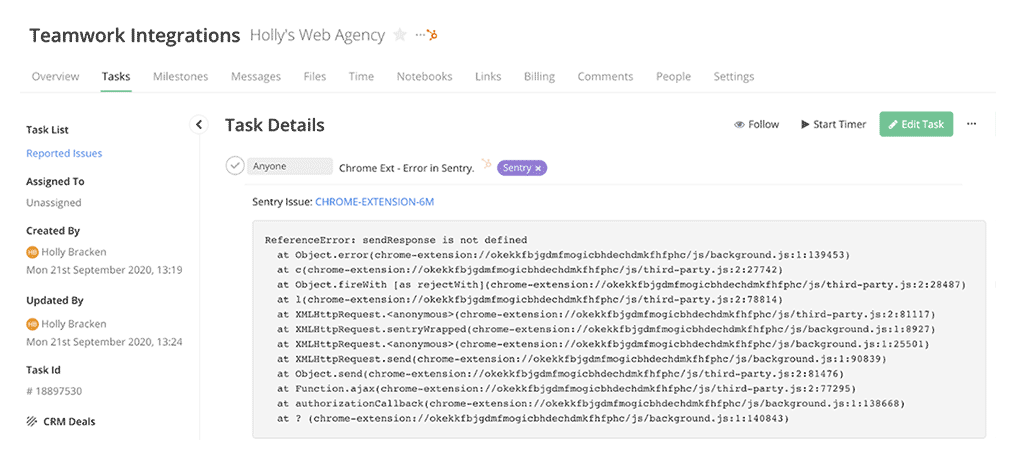 Teamwork Integrations Holly's Web Agency
Overview Tasks Milestones Messages Files Time Notebooks Links Billing Comments People Settings
Task List
Reported Issues
Assigned To
Unassigned
Created By
HB Holly Bracken
Mon 21st September 2020, 13:19
Updated By
HB Holly Bracken
Mon 21st September 2020, 13:24
Task Id
# 18897530
CRM Deals
Task Details
Follow Start Timer Edit Task
Anyone Chrome Ext - Error in Sentry. Sentry ×
Sentry Issue: CHROME-EXTENSION-6M
ReferenceError: sendResponse is not defined
at Object.error(chrome-extension://okekkfbjgdmfmogicbhdechdmkfhfphc/js/background.js:1:139453)
at c(chrome-extension://okekkfbjgdmfmogicbhdechdmkfhfphc/js/third-party.js:2:27742)
at Object.fireWith [as rejectWith](chrome-extension://okekkfbjgdmfmogicbhdechdmkfhfphc/js/third-party.js:2:28487)
at l(chrome-extension://okekkfbjgdmfmogicbhdechdmkfhfphc/js/third-party.js:2:78814)
at XMLHttpRequest.<anonymous>(chrome-extension://okekkfbjgdmfmogicbhdechdmkfhfphc/js/third-party.js:2:81117)
at XMLHttpRequest.sentryWrapped(chrome-extension://okekkfbjgdmfmogicbhdechdmkfhfphc/js/background.js:1:8927)
at XMLHttpRequest.<anonymous>(chrome-extension://okekkfbjgdmfmogicbhdechdmkfhfphc/js/background.js:1:25501)
at XMLHttpRequest.send(chrome-extension://okekkfbjgdmfmogicbhdechdmkfhfphc/js/background.js:1:90839)
at Object.send(chrome-extension://okekkfbjgdmfmogicbhdechdmkfhfphc/js/third-party.js:2:81476)
at Function.ajax(chrome-extension://okekkfbjgdmfmogicbhdechdmkfhfphc/js/third-party.js:2:77295)
at authorizationCallback(chrome-extension://okekkfbjgdmfmogicbhdechdmkfhfphc/js/background.js:1:138668)
at ? (chrome-extension://okekkfbjgdmfmogicbhdechdmkfhfphc/js/background.js:1:140843)